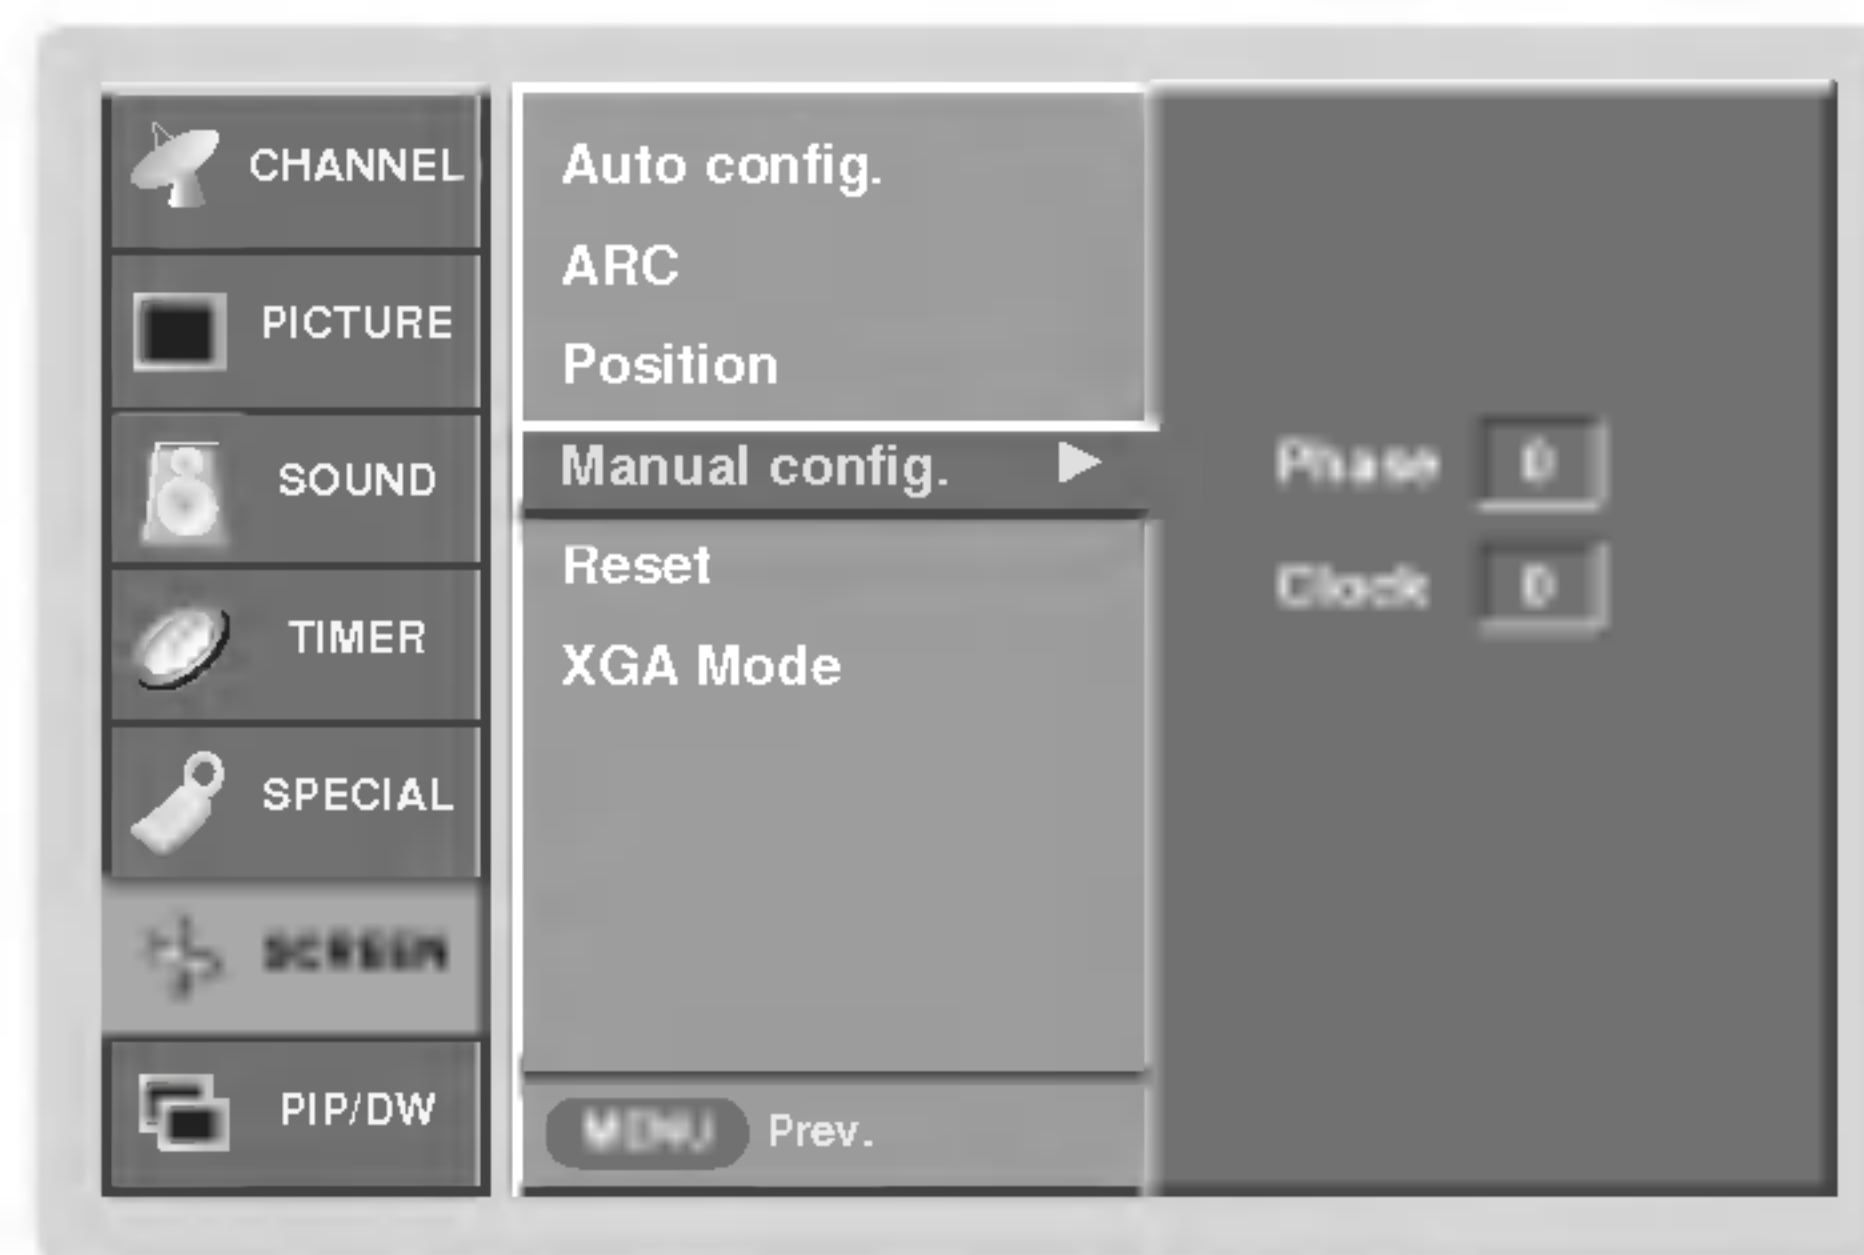 CHANNEL
PICTURE
SOUND
TIMER
SPECIAL
SCREEN
PIP/DW
Auto config.
ARC
Position
Manual config. ▶
Reset
XGA Mode
MENU Prev.
Phase 0
Clock 0